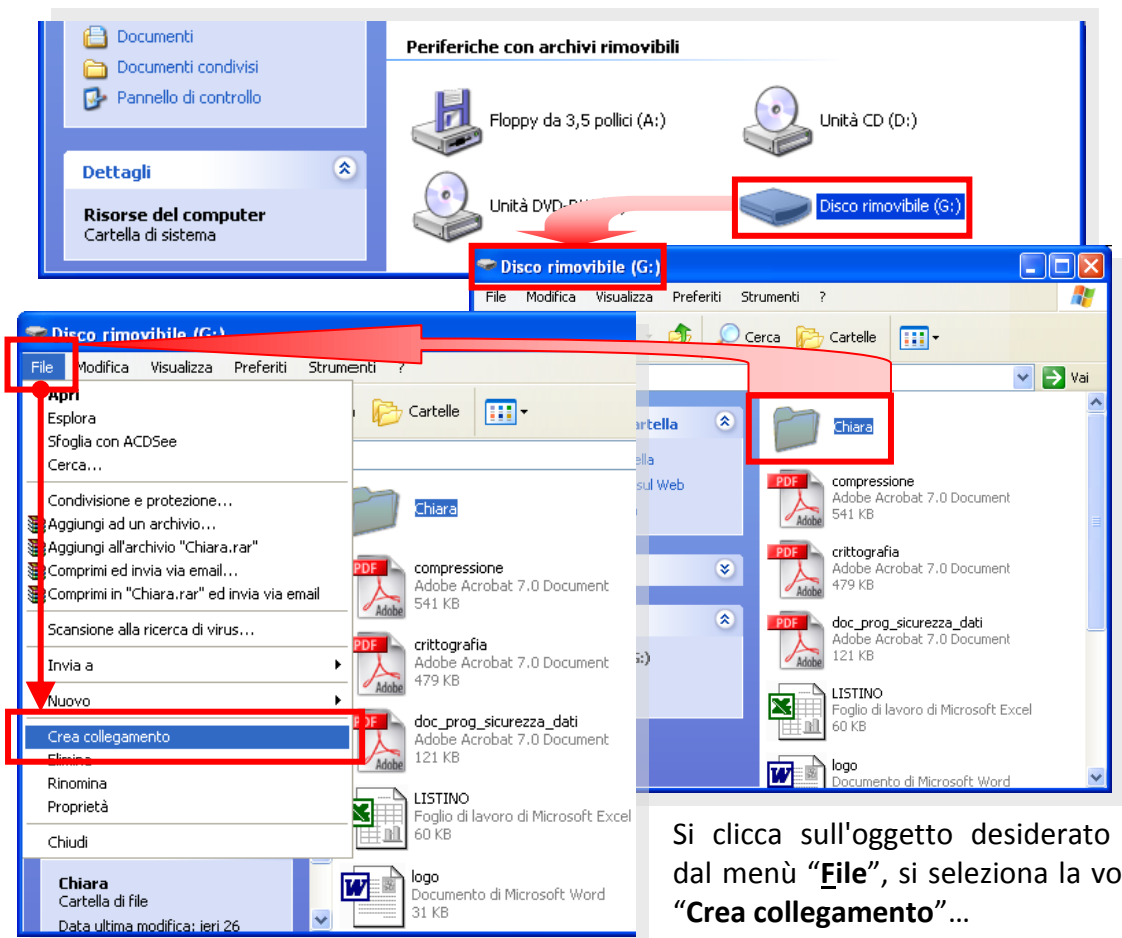 Documenti
Documenti condivisi
Pannello di controllo
Dettagli
Risorse del computer
Cartella di sistema
Periferiche con archivi rimovibili
Floppy da 3,5 pollici (A:)
Unità CD (D:)
Unità DVD-
Disco rimovibile (G:)
Disco rimovibile (G:)
File Modifica Visualizza Preferiti Strumenti ?
Cerca Cartelle
Vai
artella
ella
sul Web
G:)
Chiara
compressione
Adobe Acrobat 7.0 Document
541 KB
crittografia
Adobe Acrobat 7.0 Document
479 KB
doc_prog_sicurezza_dati
Adobe Acrobat 7.0 Document
121 KB
LISTINO
Foglio di lavoro di Microsoft Excel
60 KB
logo
Documento di Microsoft Word
Disco rimovibile (G:)
File Modifica Visualizza Preferiti Strumenti ?
Cartelle
Apri
Esplora
Sfoglia con ACDSee
Cerca...
Condivisione e protezione...
Aggiungi ad un archivio...
Aggiungi all'archivio "Chiara.rar"
Comprimi ed invia via email...
Comprimi in "Chiara.rar" ed invia via email
Scansione alla ricerca di virus...
Invia a
Nuovo
Crea collegamento
Elimina
Rinomina
Proprietà
Chiudi
Chiara
Cartella di file
Data ultima modifica: ieri 26
Chiara
compressione
Adobe Acrobat 7.0 Document
541 KB
crittografia
Adobe Acrobat 7.0 Document
479 KB
doc_prog_sicurezza_dati
Adobe Acrobat 7.0 Document
121 KB
LISTINO
Foglio di lavoro di Microsoft Excel
60 KB
logo
Documento di Microsoft Word
31 KB
Si clicca sull'oggetto desiderato
dal menù “File”, si seleziona la vo
“Crea collegamento”…